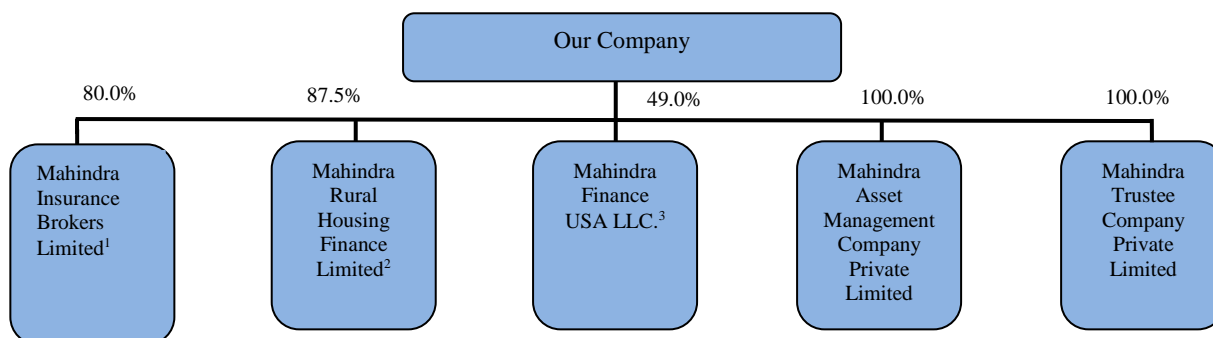 Our Company
80.0%
87.5%
49.0%
100.0%
100.0%
Mahindra
Insurance
Brokers
Limited1
Mahindra
Rural
Housing
Finance
Limited2
Mahindra
Finance
USA LLC.3
Mahindra
Asset
Management
Company
Private
Limited
Mahindra
Trustee
Company
Private
Limited